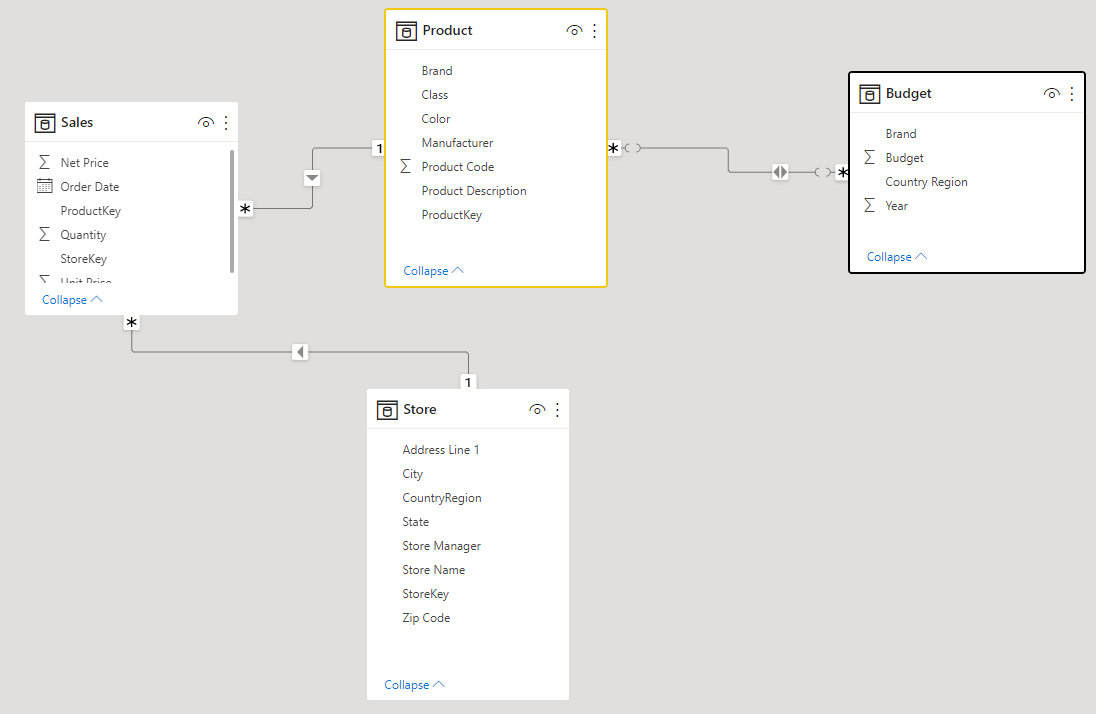 Product
Brand
Class
Color
Manufacturer
Product Code
Product Description
ProductKey
Collapse
Budget
Brand
Budget
Country Region
Year
Collapse
Sales
Net Price
Order Date
ProductKey
Quantity
StoreKey
Unit Price
Collapse
1
*
*
*
*
1
Store
Address Line 1
City
CountryRegion
State
Store Manager
Store Name
StoreKey
Zip Code
Collapse